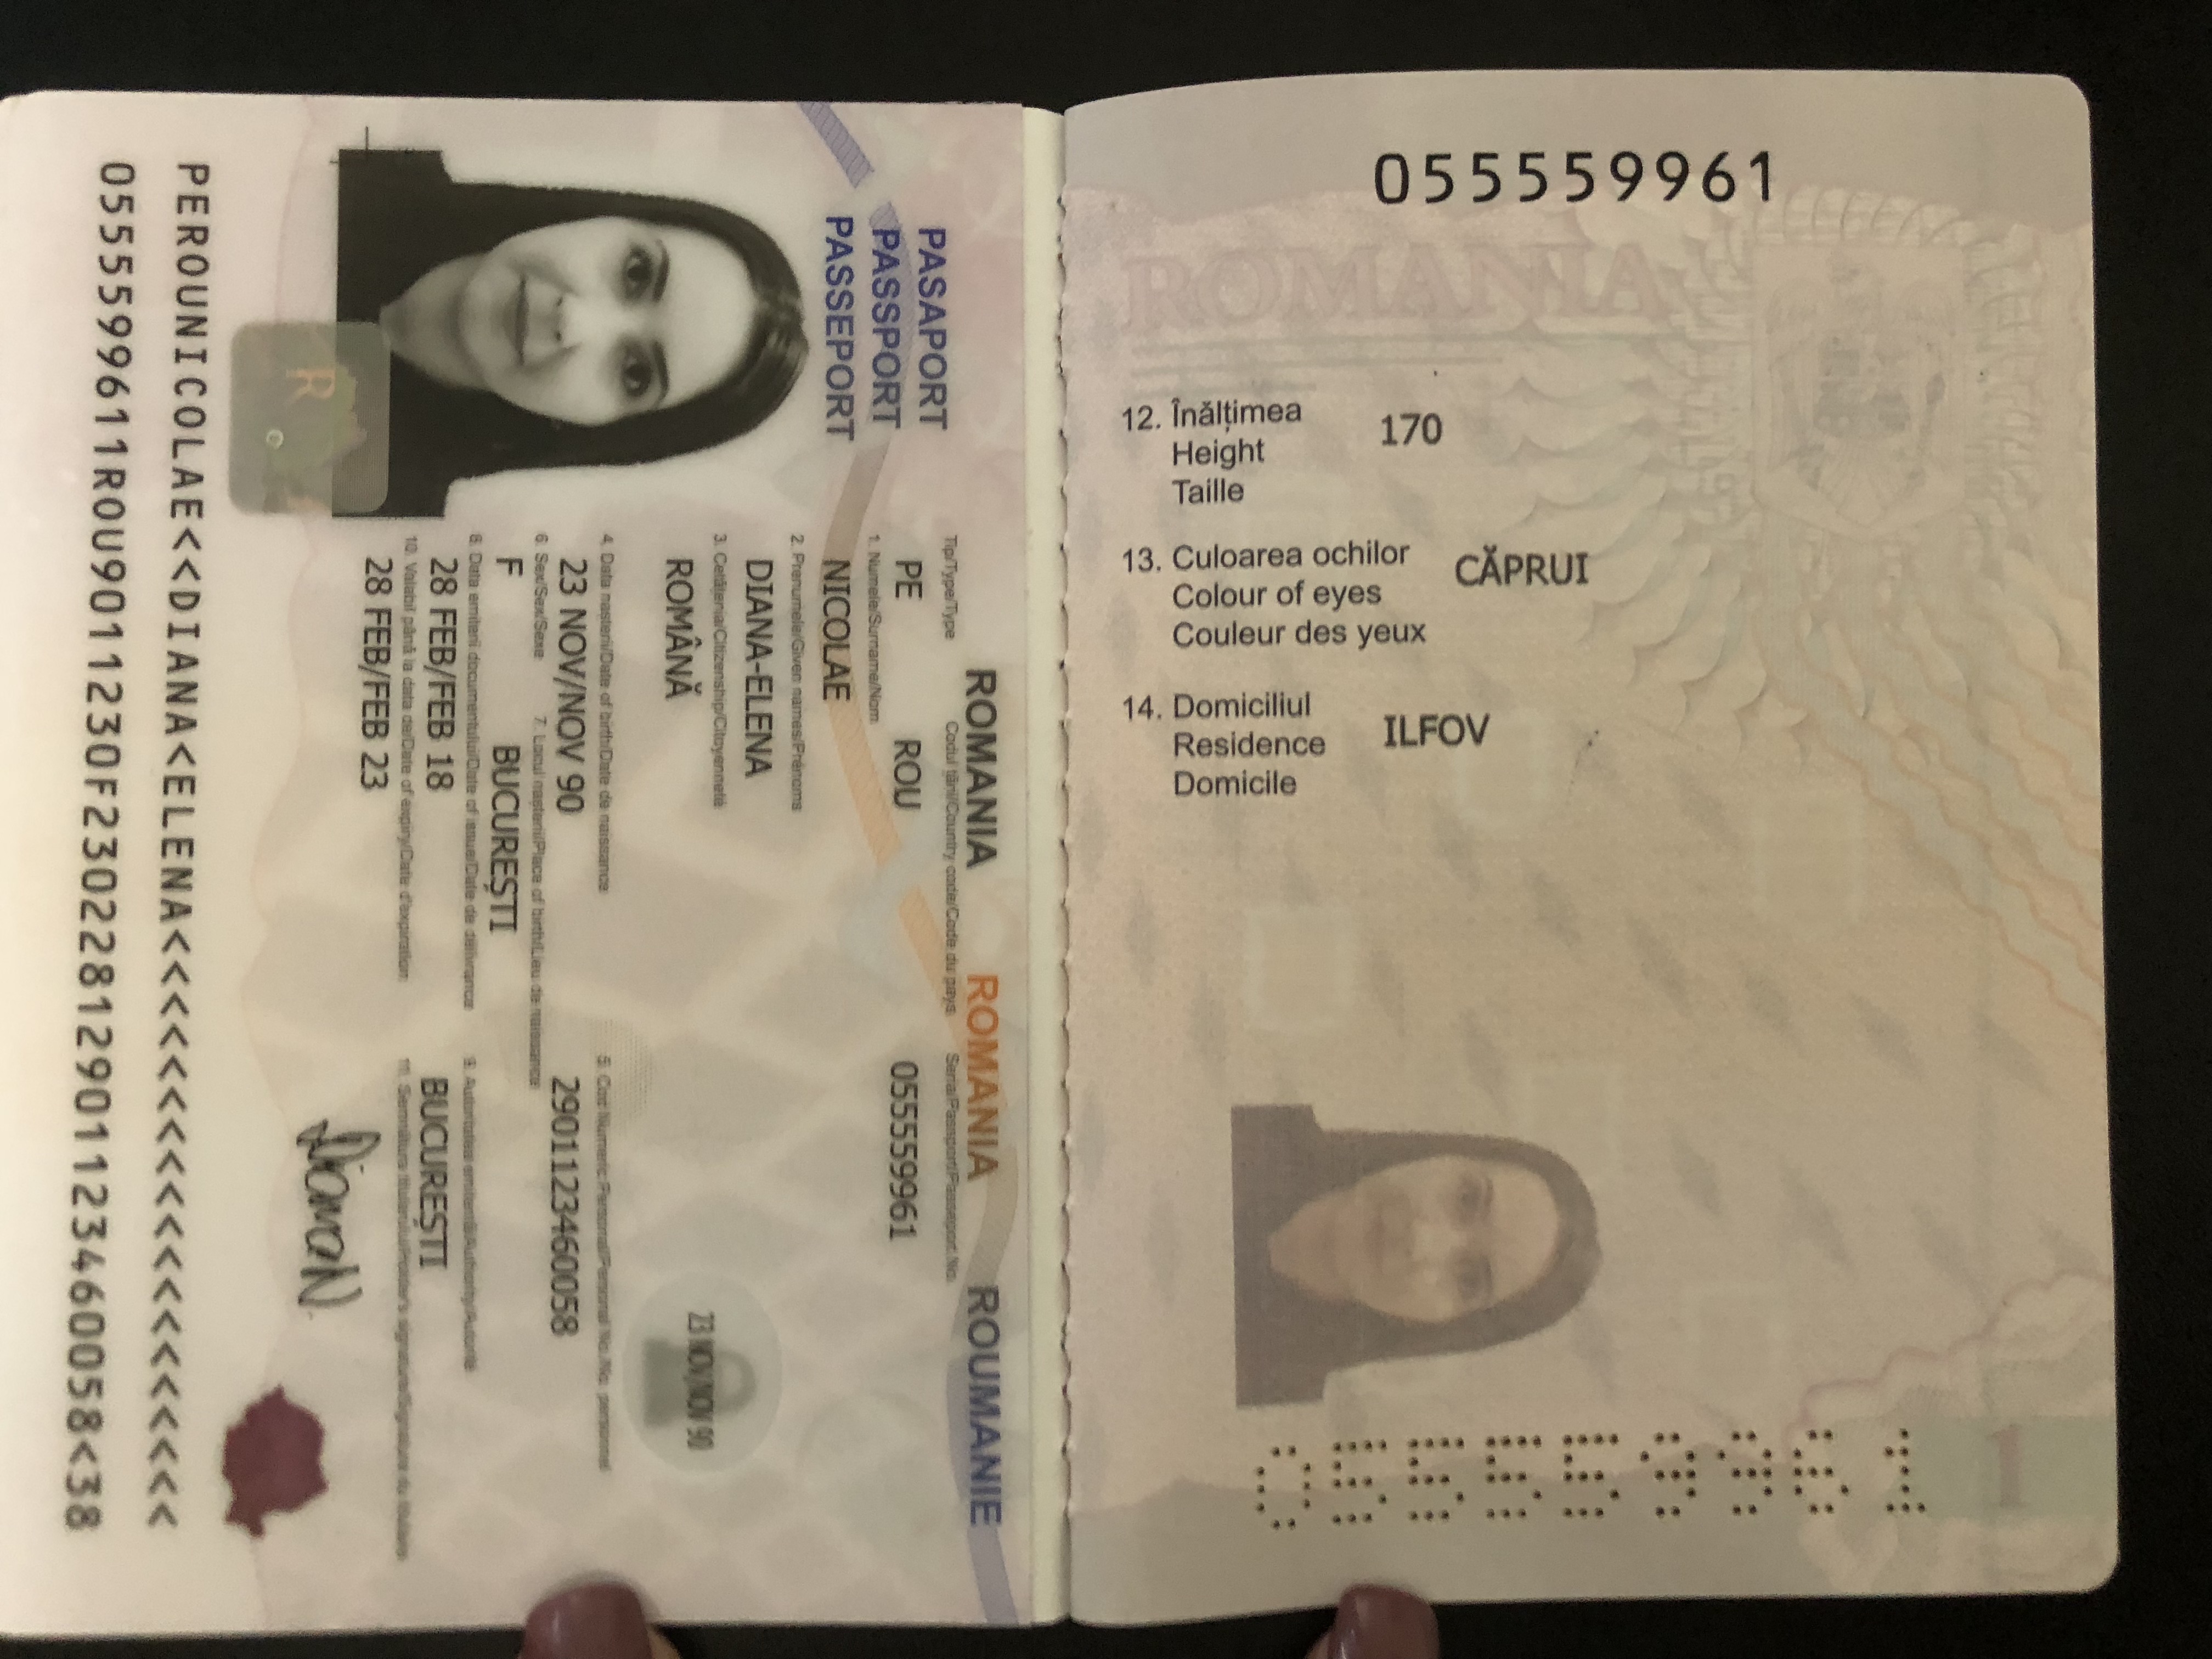 ROMANIA ROMANIA ROUMANIE
PASAPORT
PASSPORT
PASSEPORT
Tip/Type/Type Codul țării/Country code/Code du pays Seria/Passport/Passeport No.
PE ROU 055559961
1. Numele/Surname/Nom
NICOLAE
2. Prenumele/Given names/Prénoms
DIANA-ELENA
3. Cetățenia/Citizenship/Citoyenneté
ROMÂNĂ
23 NOV/NOV 90
4. Data nașterii/Date of birth/Date de naissance 5. Cod Numeric Personal/Personal No./No. personnel
23 NOV/NOV 90 2901123460058
6. Sex/Sex/Sexe 7. Locul nașterii/Place of birth/Lieu de naissance
F BUCUREȘTI
8. Data emiterii documentului/Date of issue/Date de délivrance 9. Autoritatea emitentă/Authority/Autorité
28 FEB/FEB 18 BUCUREȘTI
10. Valabil până la data de/Date of expiry/Date d'expiration 11. Semnătura titularului/Holder's signature/Signature du titulaire
28 FEB/FEB 23
DianaN
R
PEROUNICOLAE<<DIANA<ELENA<<<<<<<<<<<<<<<<<<<
0555599611ROU9011230F23022812901123460058<38
055559961
ROMANIA
12. Înălțimea
Height 170
Taille
13. Culoarea ochilor
Colour of eyes CĂPRUI
Couleur des yeux
14. Domiciliul
Residence ILFOV
Domicile
055559961
1